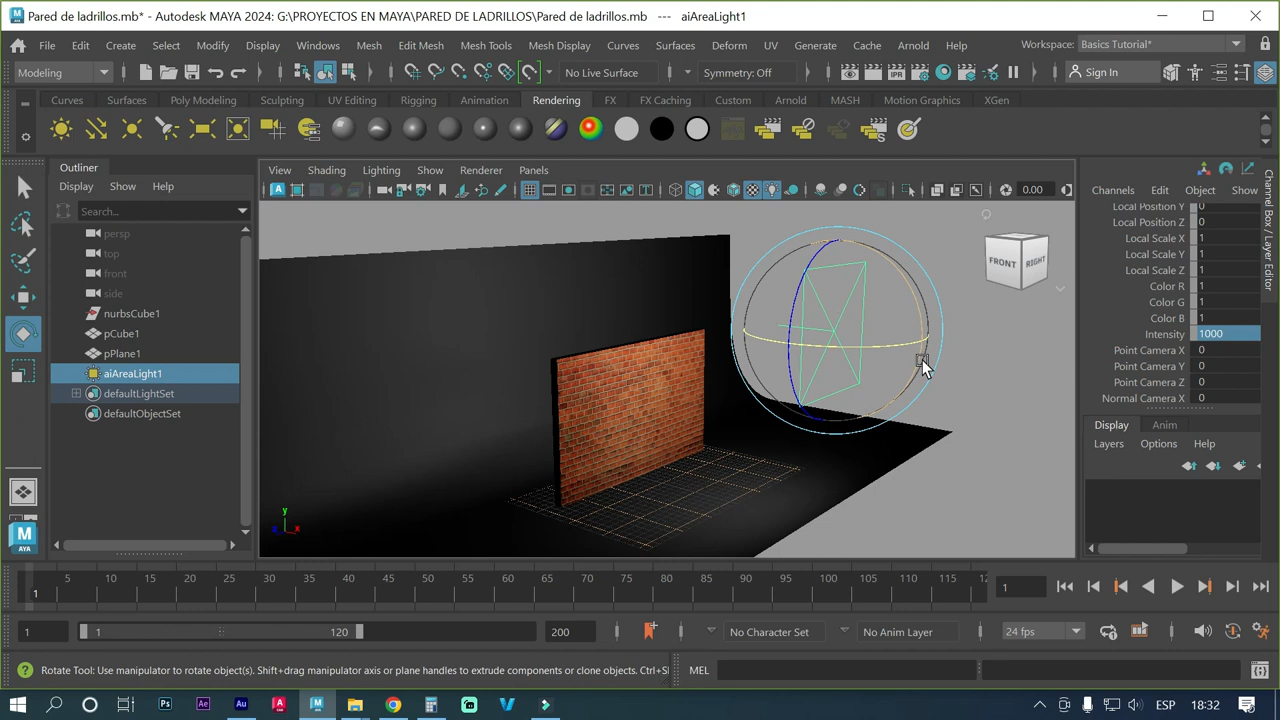 Pared de ladrillos.mb* - Autodesk MAYA 2024: G:\PROYECTOS EN MAYA\PARED DE LADRILLOS\Pared de ladrillos.mb --- aiAreaLight1
File Edit Create Select Modify Display Windows Mesh Edit Mesh Mesh Tools Mesh Display Curves Surfaces Deform UV Generate Cache Arnold Help Workspace: Basics Tutorial*
Modeling No Live Surface Symmetry: Off Sign In
Curves Surfaces Poly Modeling Sculpting UV Editing Rigging Animation Rendering FX FX Caching Custom Arnold MASH Motion Graphics XGen
IPR
Outliner
Display Show Help
Search...
persp
top
front
side
nurbsCube1
pCube1
pPlane1
aiAreaLight1
defaultLightSet
defaultObjectSet
View Shading Lighting Show Renderer Panels
0.00
FRONT RIGHT
y
z x
Channels Edit Object Show
Local Position Y 0
Local Position Z 0
Local Scale X 1
Local Scale Y 1
Local Scale Z 1
Color R 1
Color G 1
Color B 1
Intensity 1000
Point Camera X 0
Point Camera Y 0
Point Camera Z 0
Normal Camera X 0
Display Anim
Layers Options Help
Channel Box / Layer Editor
AYA
5 10 15 20 25 30 35 40 45 50 55 60 65 70 75 80 85 90 95 100 105 110 115 12
1
1
1 1 120 200 No Character Set No Anim Layer 24 fps
Rotate Tool: Use manipulator to rotate object(s). Shift+drag manipulator axis or plane handles to extrude components or clone objects. Ctrl+S
MEL
Ps Ae Au M ESP 18:32